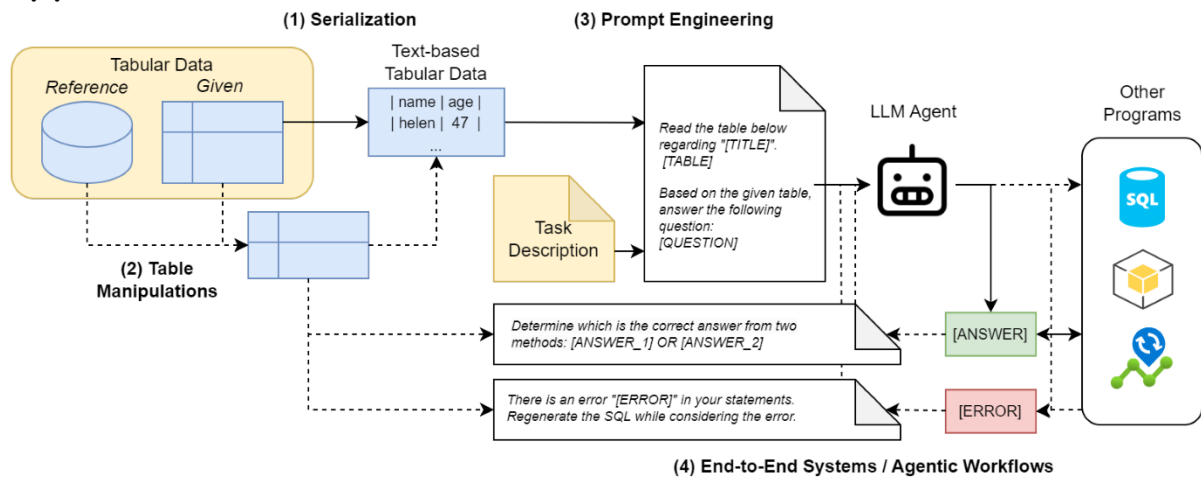 (1) Serialization
(3) Prompt Engineering
Tabular Data
Reference
Given
Text-based
Tabular Data
| name | age |
| helen | 47 |
...
(2) Table
Manipulations
Task
Description
Read the table below
regarding "[TITLE]".
[TABLE]
Based on the given table,
answer the following
question:
[QUESTION]
LLM Agent
Other
Programs
SQL
Determine which is the correct answer from two
methods: [ANSWER_1] OR [ANSWER_2]
[ANSWER]
There is an error "[ERROR]" in your statements.
Regenerate the SQL while considering the error.
[ERROR]
(4) End-to-End Systems / Agentic Workflows